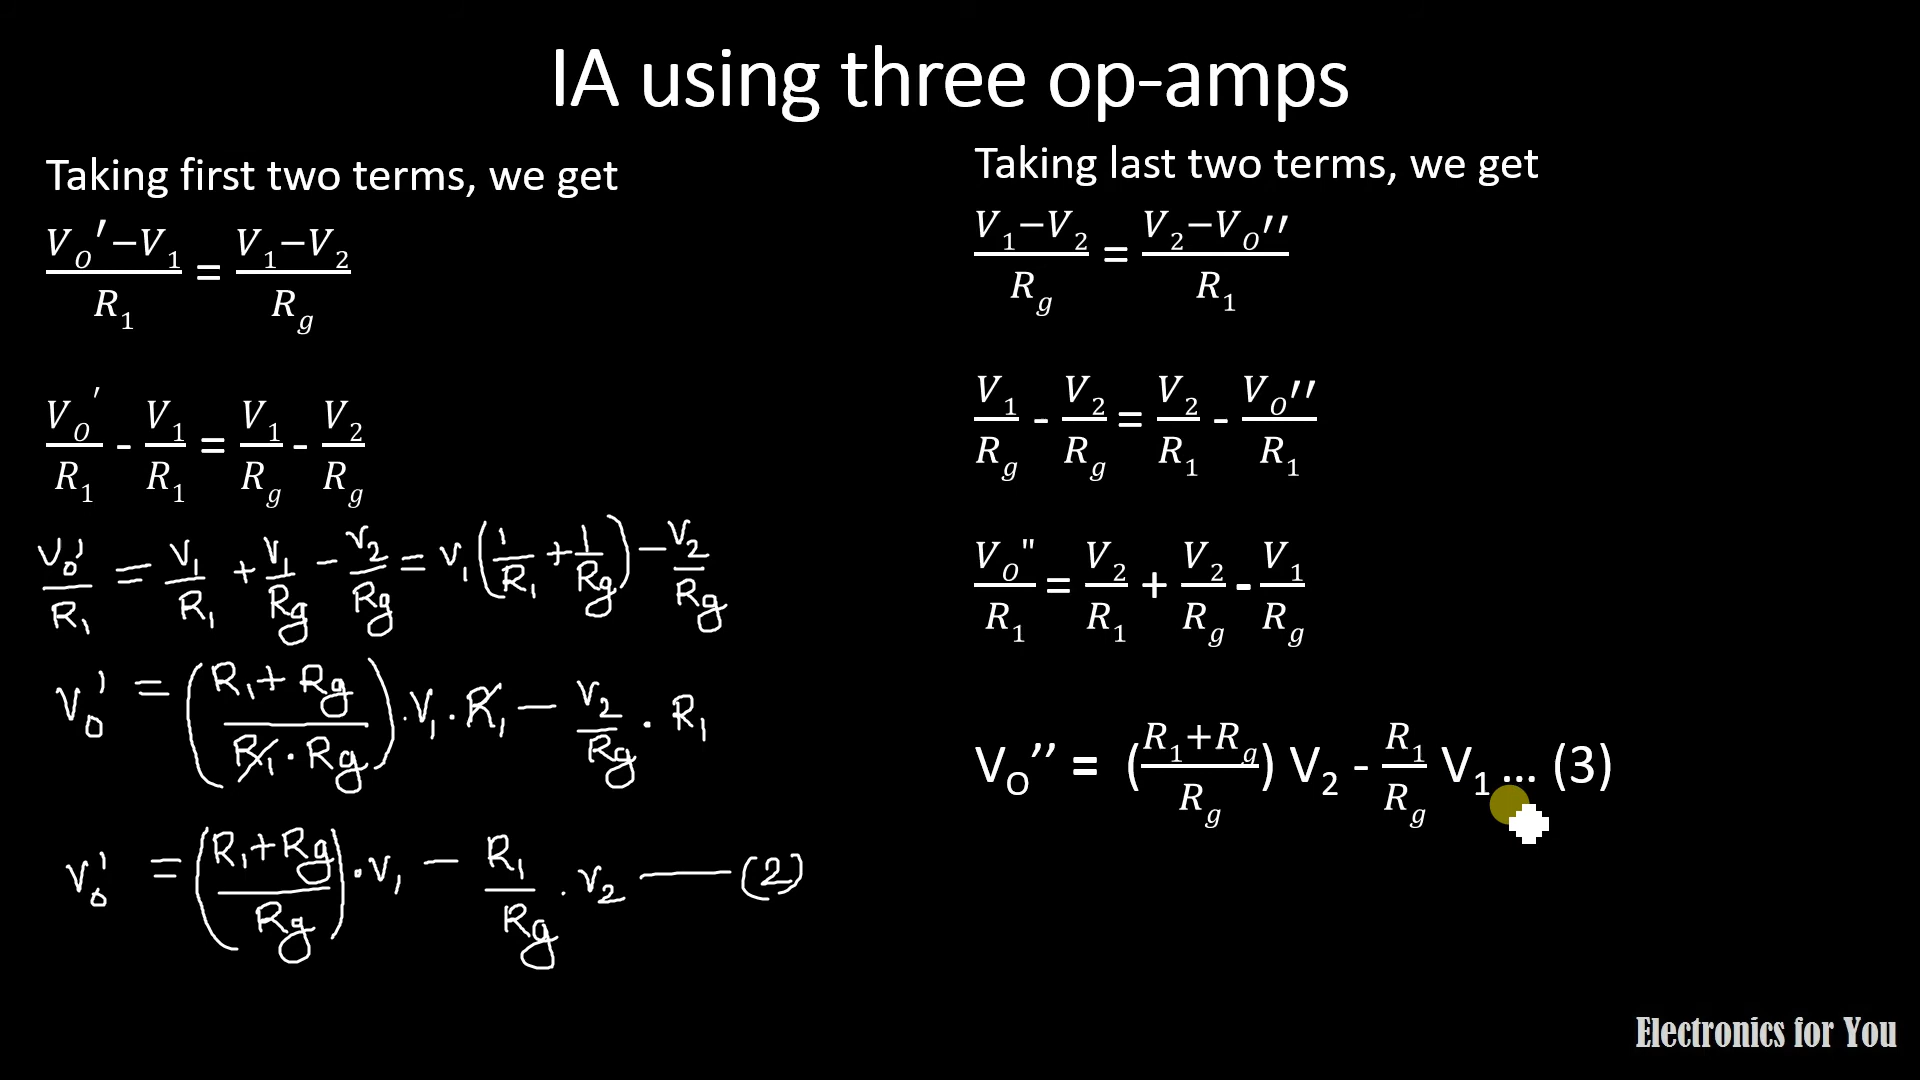 IA using three op-amps
Taking first two terms, we get
(V_O′ − V_1)/R_1 = (V_1 − V_2)/R_g
V_O′/R_1 - V_1/R_1 = V_1/R_g - V_2/R_g
V_0′/R_1 = V_1/R_1 + V_1/R_g − V_2/R_g = V_1 (1/R_1 + 1/R_g) − V_2/R_g
V_0′ = ((R_1 + R_g)/(R_1 · R_g)) · V_1 · R_1 − V_2/R_g · R_1
V_0′ = ((R_1 + R_g)/R_g) · V_1 − R_1/R_g · V_2 —— (2)
Taking last two terms, we get
(V_1 − V_2)/R_g = (V_2 − V_O′′)/R_1
V_1/R_g - V_2/R_g = V_2/R_1 - V_O′′/R_1
V_O"/R_1 = V_2/R_1 + V_2/R_g - V_1/R_g
V_O’’ = ((R_1 + R_g)/R_g) V_2 - R_1/R_g V_1 ... (3)
Electronics for You